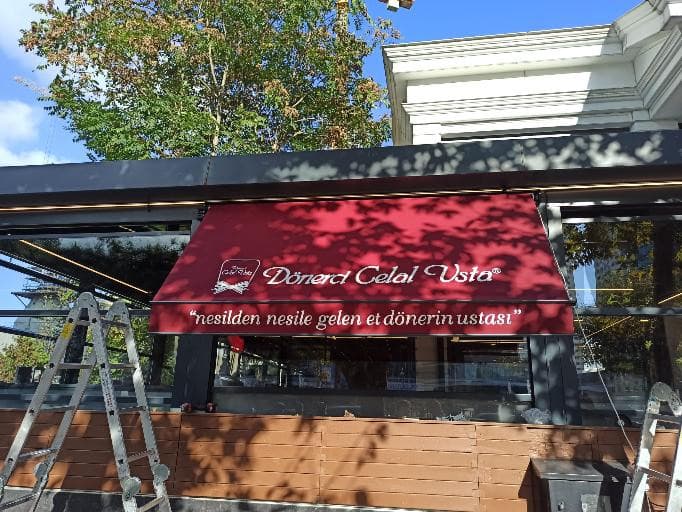 Dönerci Celal Usta®
“nesilden nesile gelen et dönerin ustası”